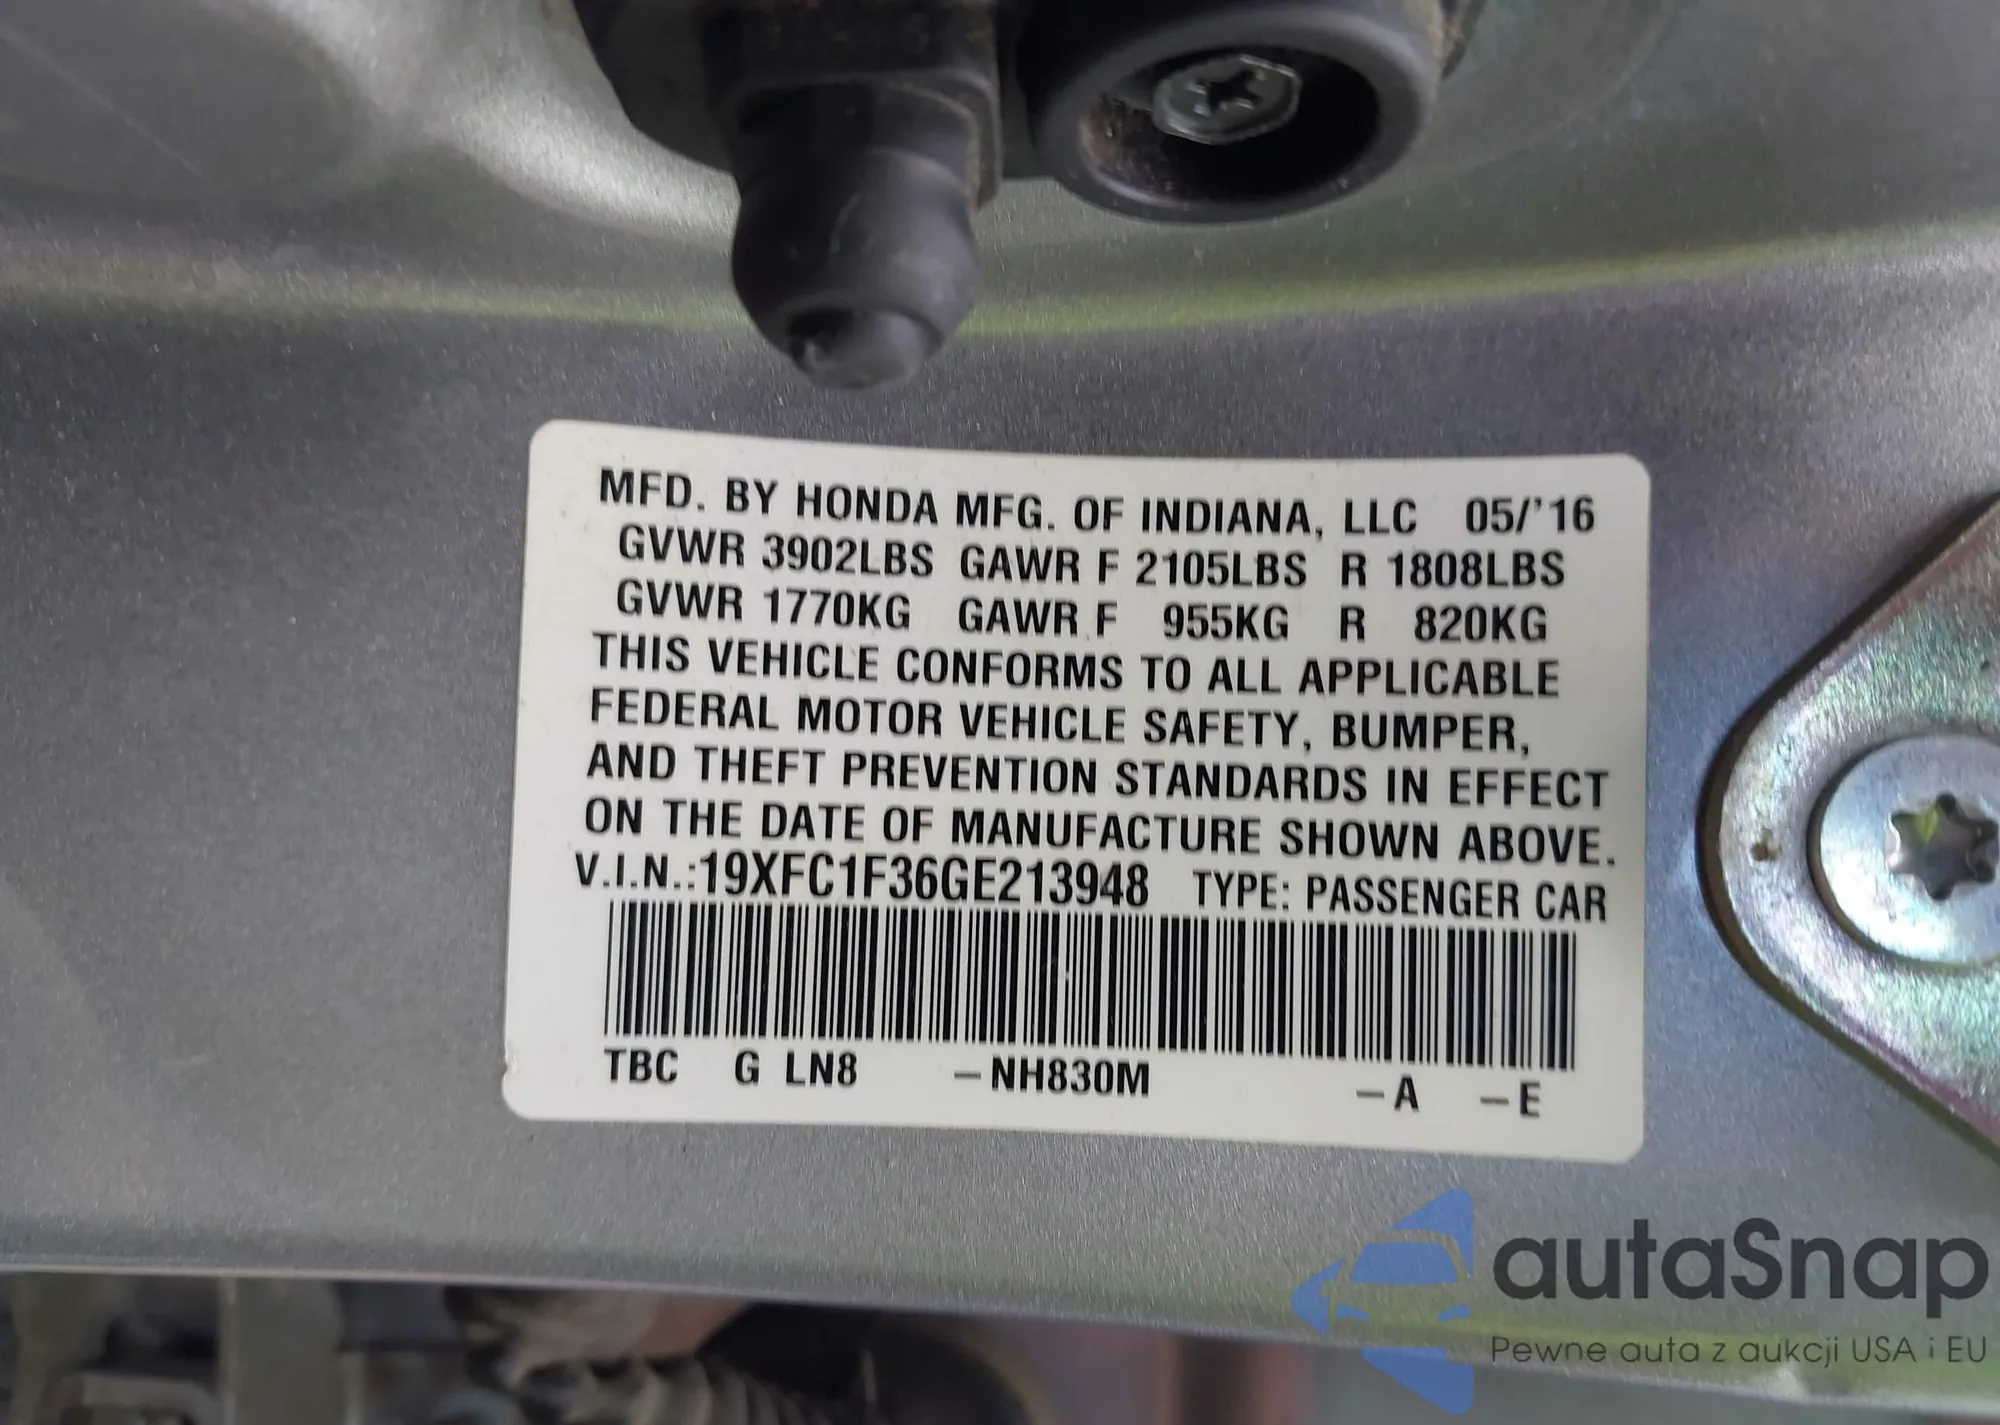 MFD. BY HONDA MFG. OF INDIANA, LLC 05/'16
GVWR 3902LBS GAWR F 2105LBS R 1808LBS
GVWR 1770KG GAWR F 955KG R 820KG
THIS VEHICLE CONFORMS TO ALL APPLICABLE
FEDERAL MOTOR VEHICLE SAFETY, BUMPER,
AND THEFT PREVENTION STANDARDS IN EFFECT
ON THE DATE OF MANUFACTURE SHOWN ABOVE.
V.I.N.:19XFC1F36GE213948 TYPE: PASSENGER CAR
TBC G LN8 –NH830M –A –E
autaSnap
Pewne auta z aukcji USA i EU